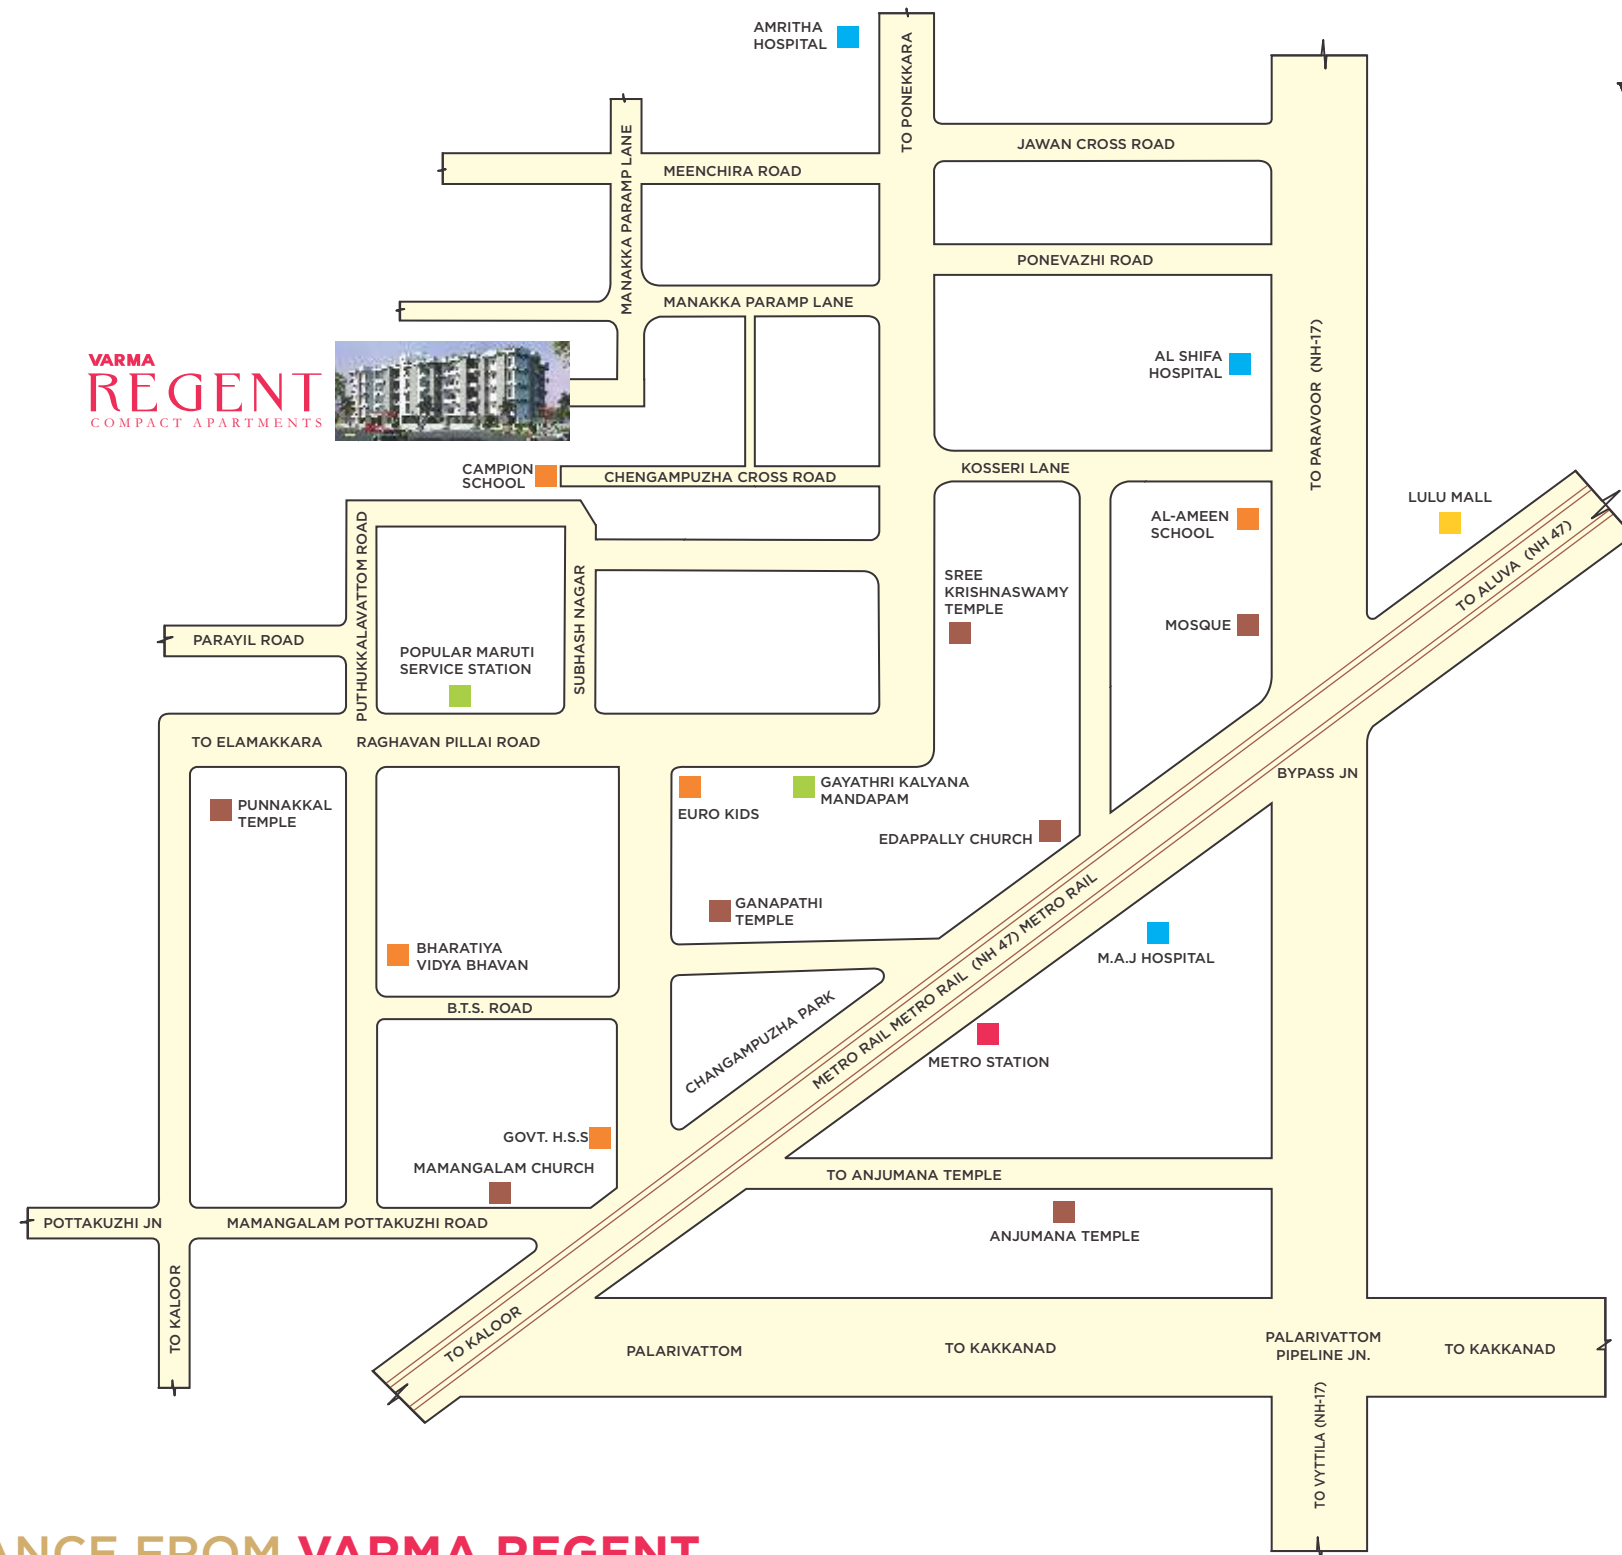 AMRITHA
HOSPITAL
TO PONEKKARA
JAWAN CROSS ROAD
MANAKKA PARAMP LANE
MEENCHIRA ROAD
PONEVAZHI ROAD
MANAKKA PARAMP LANE
TO PARAVOOR (NH-17)
VARMA
REGENT
COMPACT APARTMENTS
AL SHIFA
HOSPITAL
CAMPION
SCHOOL
CHENGAMPUZHA CROSS ROAD
KOSSERI LANE
LULU MALL
AL-AMEEN
SCHOOL
TO ALUVA (NH 47)
PUTHUKKALAVATTOM ROAD
SUBHASH NAGAR
SREE
KRISHNASWAMY
TEMPLE
MOSQUE
PARAYIL ROAD
POPULAR MARUTI
SERVICE STATION
TO ELAMAKKARA
RAGHAVAN PILLAI ROAD
BYPASS JN
PUNNAKKAL
TEMPLE
EURO KIDS
GAYATHRI KALYANA
MANDAPAM
EDAPPALLY CHURCH
GANAPATHI
TEMPLE
BHARATIYA
VIDYA BHAVAN
METRO RAIL METRO RAIL (NH 47) METRO RAIL
M.A.J HOSPITAL
B.T.S. ROAD
CHANGAMPUZHA PARK
METRO STATION
GOVT. H.S.S
MAMANGALAM CHURCH
TO ANJUMANA TEMPLE
POTTAKUZHI JN
MAMANGALAM POTTAKUZHI ROAD
ANJUMANA TEMPLE
TO KALOOR
TO KALOOR
PALARIVATTOM
TO KAKKANAD
PALARIVATTOM
PIPELINE JN.
TO KAKKANAD
TO VYTTILA (NH-17)
ANCE FROM VARMA REGENT